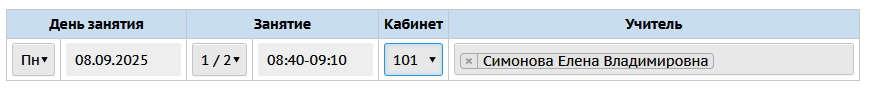 День занятия Занятие Кабинет Учитель
Пн 08.09.2025 1 / 2 08:40-09:10 101 × Симонова Елена Владимировна